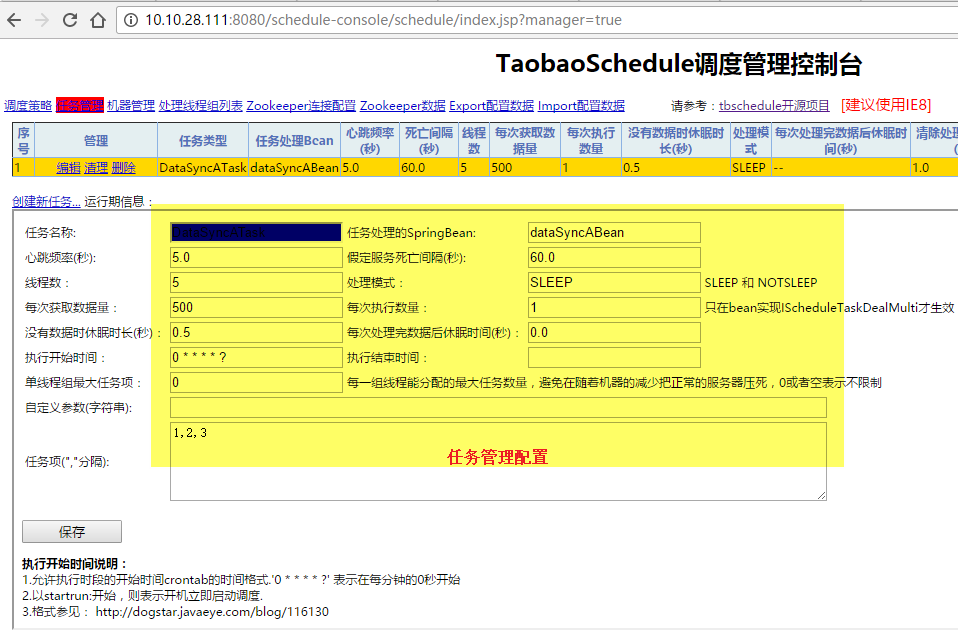 10.10.28.111:8080/schedule-console/schedule/index.jsp?manager=true
TaobaoSchedule调度管理控制台
调度策略 任务管理 机器管理 处理线程组列表 Zookeeper连接配置 Zookeeper数据 Export配置数据 Import配置数据 请参考：tbschedule开源项目 [建议使用IE8]
序号 管理 任务类型 任务处理Bean 心跳频率(秒) 死亡间隔(秒) 线程数 每次获取数据量 每次执行数量 没有数据时休眠时长(秒) 处理模式 每次处理完数据后休眠时间(秒) 清除处理
1 编辑 清理 删除 DataSyncATask dataSyncABean 5.0 60.0 5 500 1 0.5 SLEEP -- 1.0
创建新任务... 运行期信息：
任务名称: DataSyncATask 任务处理的SpringBean: dataSyncABean
心跳频率(秒): 5.0 假定服务死亡间隔(秒): 60.0
线程数： 5 处理模式： SLEEP SLEEP 和 NOTSLEEP
每次获取数据量： 500 每次执行数量： 1 只在bean实现IScheduleTaskDealMulti才生效
没有数据时休眠时长(秒)： 0.5 每次处理完数据后休眠时间(秒)： 0.0
执行开始时间： 0 * * * * ? 执行结束时间：
单线程组最大任务项： 0 每一组线程能分配的最大任务数量，避免在随着机器的减少把正常的服务器压死，0或者空表示不限制
自定义参数(字符串):
任务项(","分隔): 1,2,3
任务管理配置
保存
执行开始时间说明：
1.允许执行时段的开始时间crontab的时间格式.'0 * * * * ?' 表示在每分钟的0秒开始
2.以startrun:开始，则表示开机立即启动调度.
3.格式参见： http://dogstar.javaeye.com/blog/116130